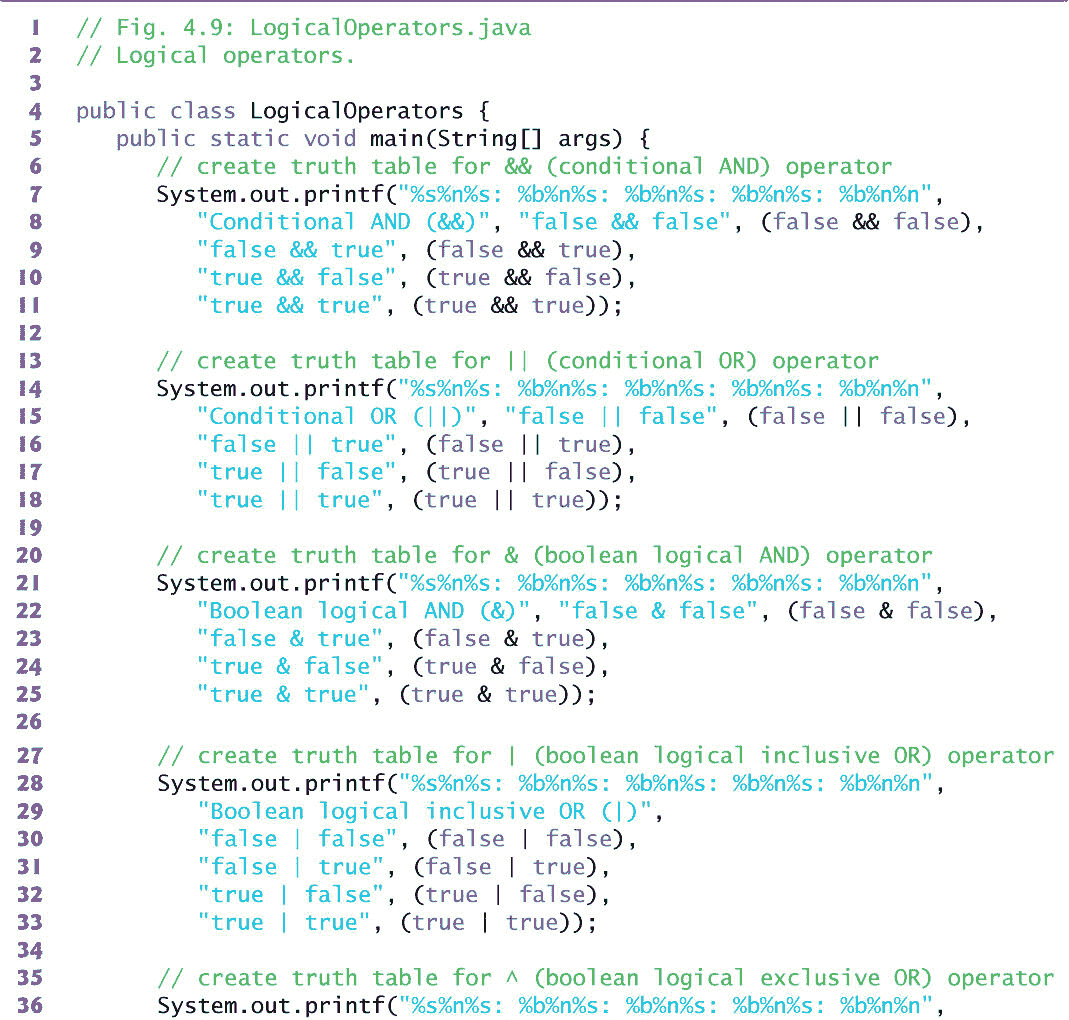 1 // Fig. 4.9: LogicalOperators.java
2 // Logical operators.
3
4 public class LogicalOperators {
5    public static void main(String[] args) {
6       // create truth table for && (conditional AND) operator
7       System.out.printf("%s%n%s: %b%n%s: %b%n%s: %b%n%s: %b%n%n",
8          "Conditional AND (&&)", "false && false", (false && false),
9          "false && true", (false && true),
10          "true && false", (true && false),
11          "true && true", (true && true));
12
13       // create truth table for || (conditional OR) operator
14       System.out.printf("%s%n%s: %b%n%s: %b%n%s: %b%n%s: %b%n%n",
15          "Conditional OR (||)", "false || false", (false || false),
16          "false || true", (false || true),
17          "true || false", (true || false),
18          "true || true", (true || true));
19
20       // create truth table for & (boolean logical AND) operator
21       System.out.printf("%s%n%s: %b%n%s: %b%n%s: %b%n%s: %b%n%n",
22          "Boolean logical AND (&)", "false & false", (false & false),
23          "false & true", (false & true),
24          "true & false", (true & false),
25          "true & true", (true & true));
26
27       // create truth table for | (boolean logical inclusive OR) operator
28       System.out.printf("%s%n%s: %b%n%s: %b%n%s: %b%n%s: %b%n%n",
29          "Boolean logical inclusive OR (|)",
30          "false | false", (false | false),
31          "false | true", (false | true),
32          "true | false", (true | false),
33          "true | true", (true | true));
34
35       // create truth table for ^ (boolean logical exclusive OR) operator
36       System.out.printf("%s%n%s: %b%n%s: %b%n%s: %b%n%s: %b%n%n",